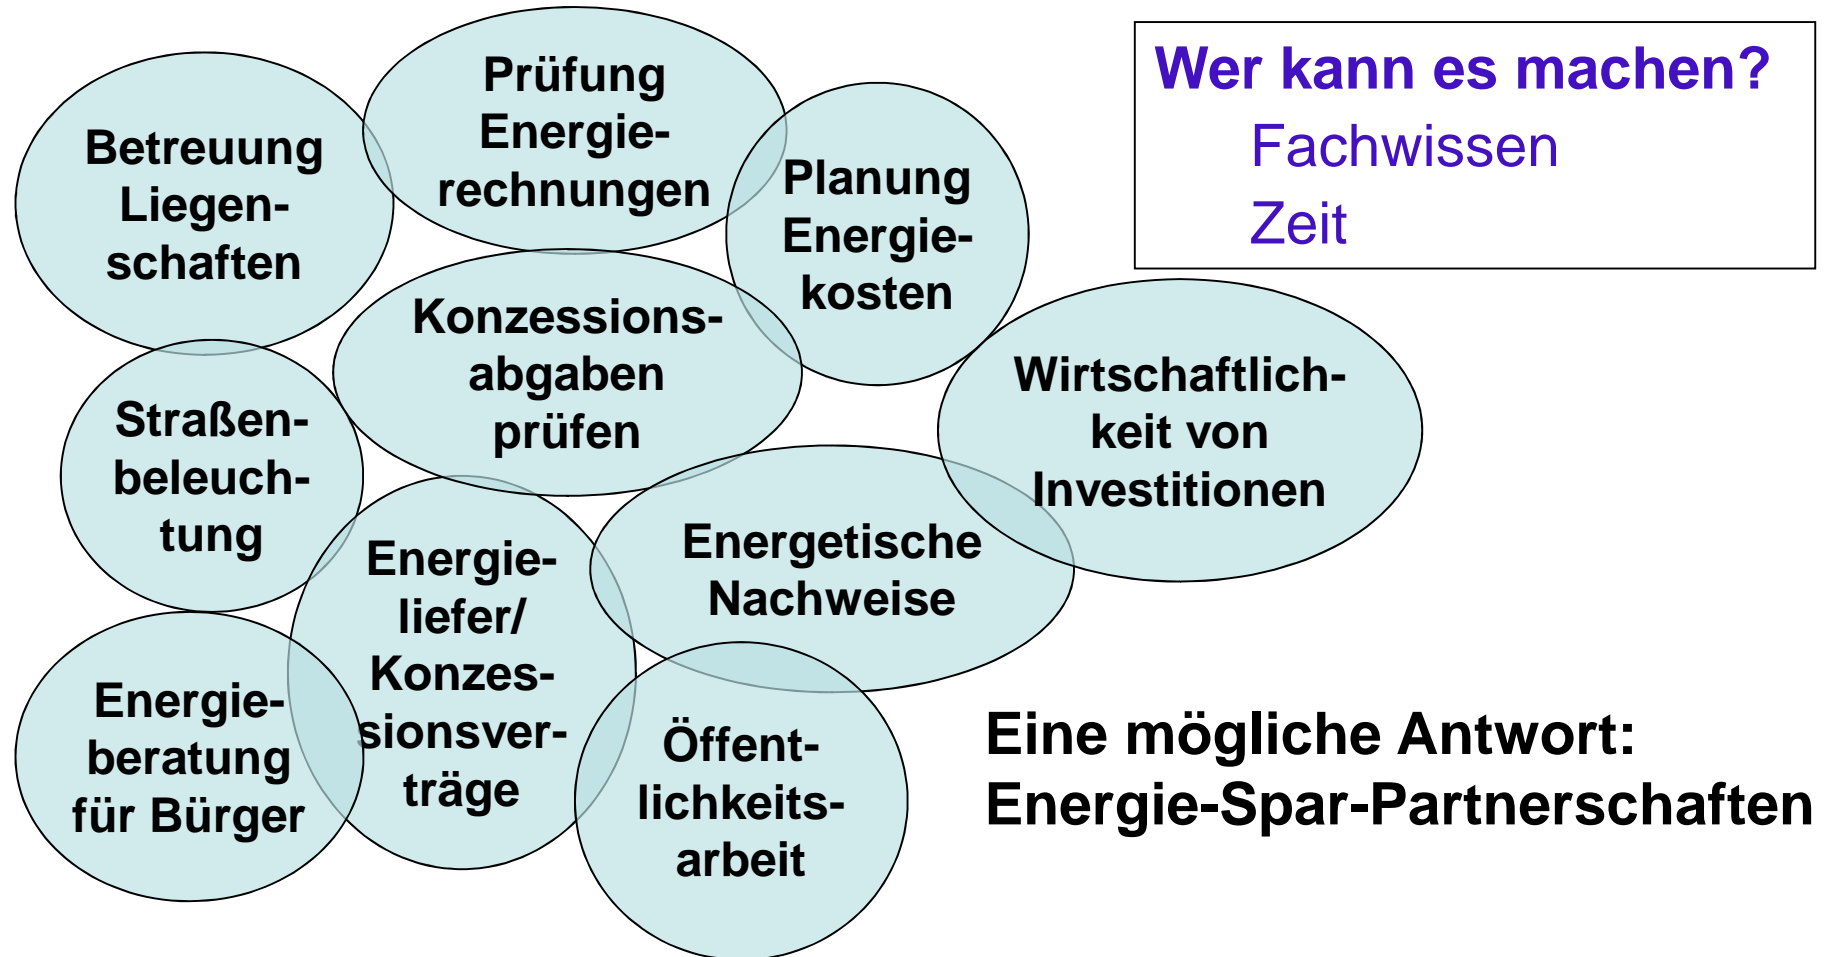 Prüfung
Energie-
rechnungen
Betreuung
Liegen-
schaften
Planung
Energie-
kosten
Wer kann es machen?
Fachwissen
Zeit
Konzessions-
abgaben
prüfen
Wirtschaftlich-
keit von
Investitionen
Straßen-
beleuch-
tung
Energie-
liefer/
Konzes-
sionsver-
träge
Energetische
Nachweise
Energie-
beratung
für Bürger
Öffent-
lichkeits-
arbeit
Eine mögliche Antwort:
Energie-Spar-Partnerschaften